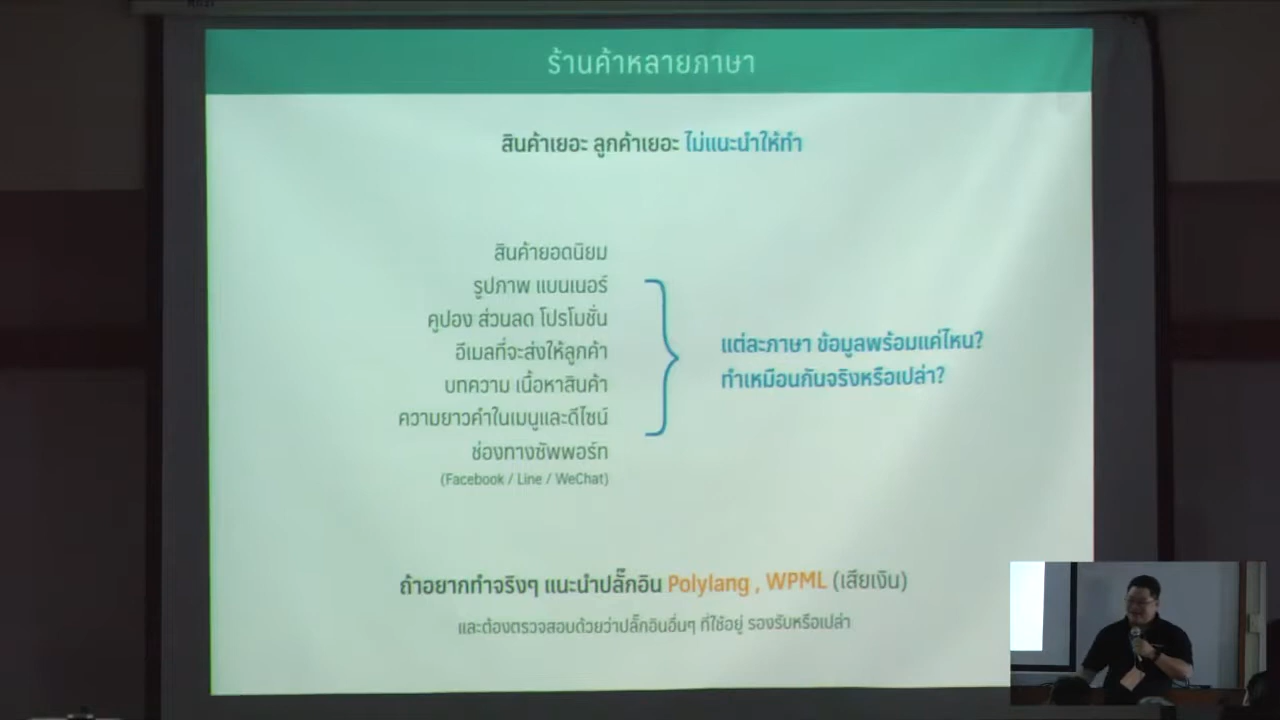 ร้านค้าหลายภาษา
สินค้าเยอะ ลูกค้าเยอะ ไม่แนะนำให้ทำ
สินค้ายอดนิยม
รูปภาพ แบนเนอร์
คูปอง ส่วนลด โปรโมชั่น
อีเมลที่จะส่งให้ลูกค้า
บทความ เนื้อหาสินค้า
ความยาวคำในเมนูและดีไซน์
ช่องทางซัพพอร์ท
(Facebook / Line / WeChat)
แต่ละภาษา ข้อมูลพร้อมแค่ไหน?
ทำเหมือนกันจริงหรือเปล่า?
ถ้าอยากทำจริงๆ แนะนำปลั๊กอิน Polylang , WPML (เสียเงิน)
และต้องตรวจสอบด้วยว่าปลั๊กอินอื่นๆ ที่ใช้อยู่ รองรับหรือเปล่า